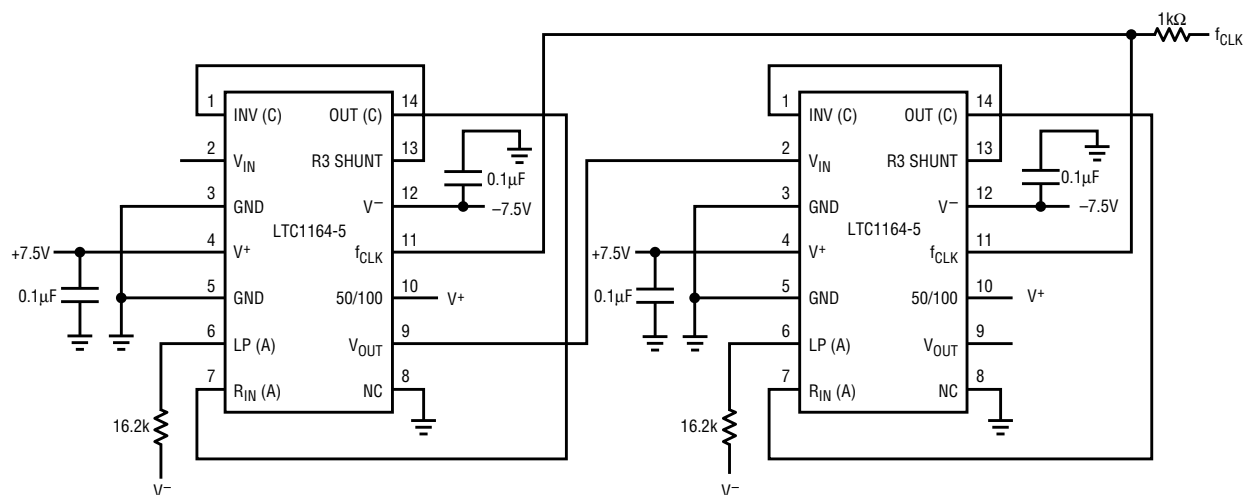 1kΩ
fCLK
1 INV (C) OUT (C) 14
2 VIN R3 SHUNT 13
0.1µF
3 GND V– 12
–7.5V
LTC1164-5
+7.5V
4 V+ fCLK 11
0.1µF
5 GND 50/100 10
V+
6 LP (A) VOUT 9
7 RIN (A) NC 8
16.2k
V–
1 INV (C) OUT (C) 14
2 VIN R3 SHUNT 13
0.1µF
3 GND V– 12
–7.5V
LTC1164-5
+7.5V
4 V+ fCLK 11
0.1µF
5 GND 50/100 10
V+
6 LP (A) VOUT 9
7 RIN (A) NC 8
16.2k
V–